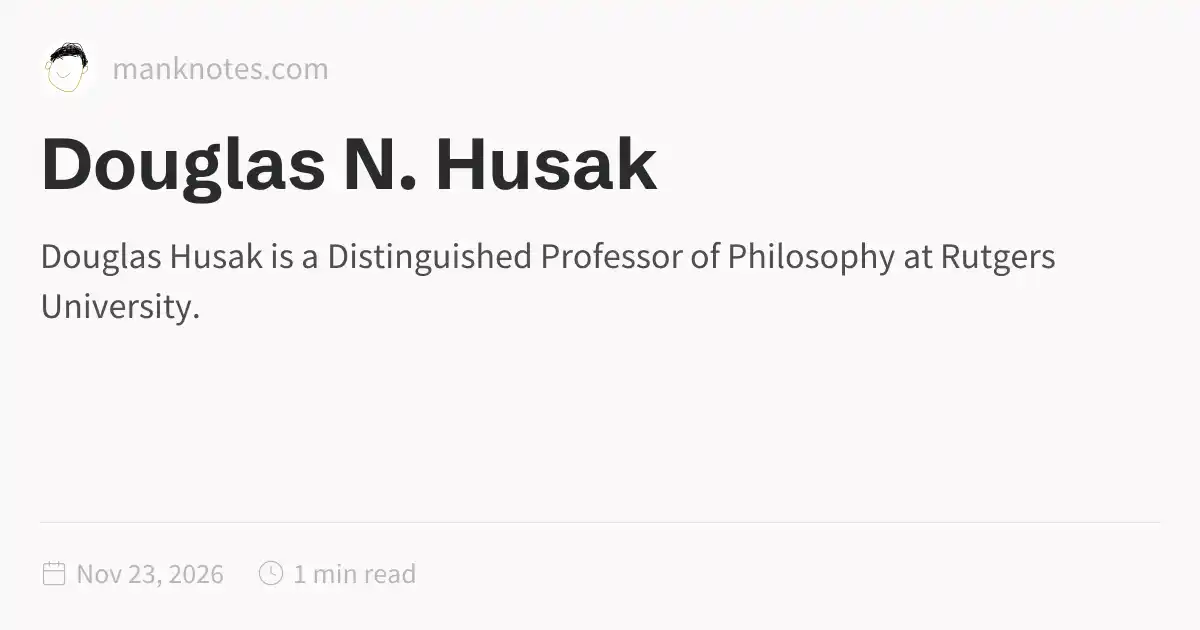 manknotes.com
Douglas N. Husak
Douglas Husak is a Distinguished Professor of Philosophy at Rutgers
University.
Nov 23, 2026 1 min read